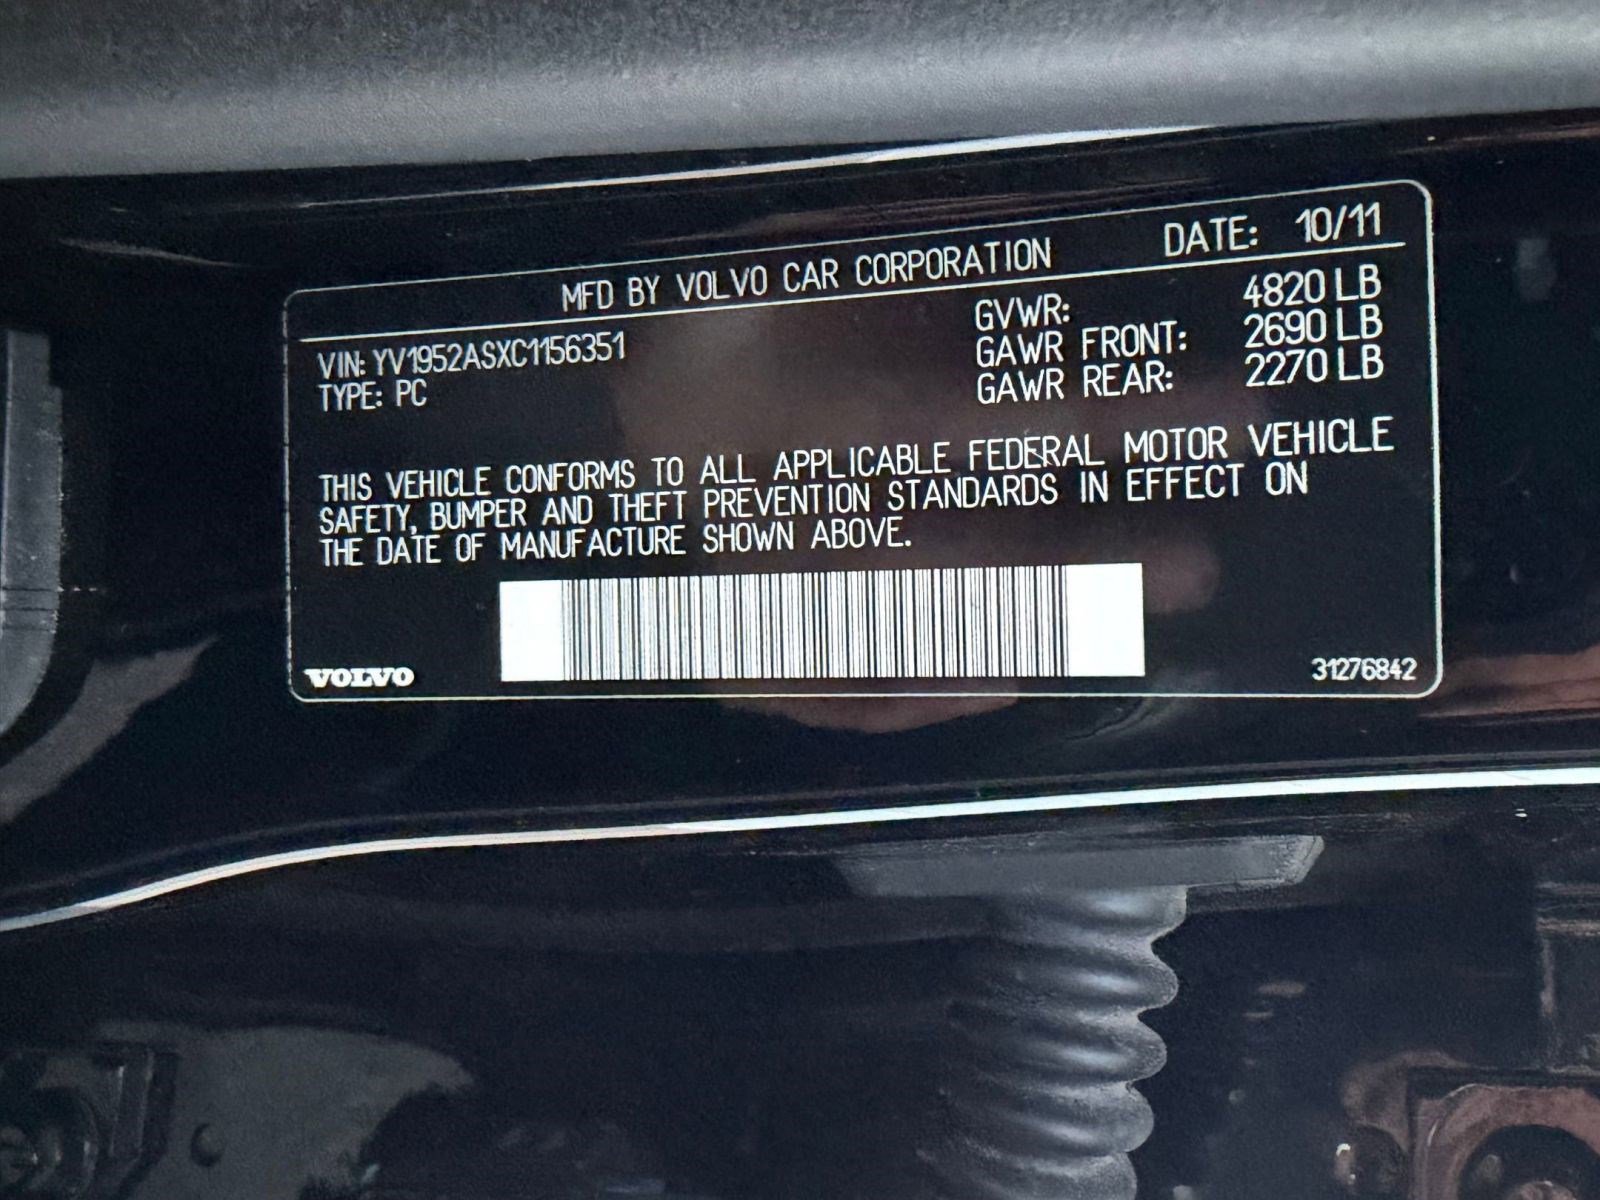 MFD BY VOLVO CAR CORPORATION DATE: 10/11
VIN: YV1952ASXC1156351
TYPE: PC
GVWR: 4820 LB
GAWR FRONT: 2690 LB
GAWR REAR: 2270 LB
THIS VEHICLE CONFORMS TO ALL APPLICABLE FEDERAL MOTOR VEHICLE
SAFETY, BUMPER AND THEFT PREVENTION STANDARDS IN EFFECT ON
THE DATE OF MANUFACTURE SHOWN ABOVE.
VOLVO
31276842